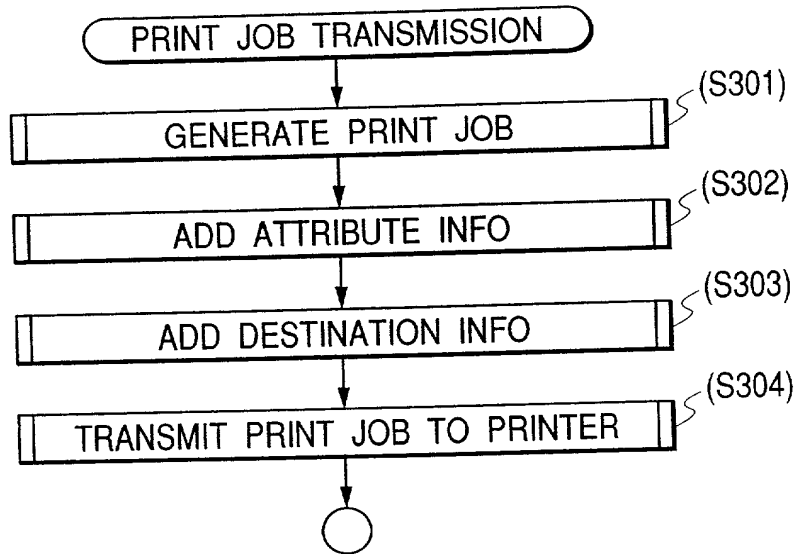 PRINT JOB TRANSMISSION
GENERATE PRINT JOB
(S301)
ADD ATTRIBUTE INFO
(S302)
ADD DESTINATION INFO
(S303)
TRANSMIT PRINT JOB TO PRINTER
(S304)